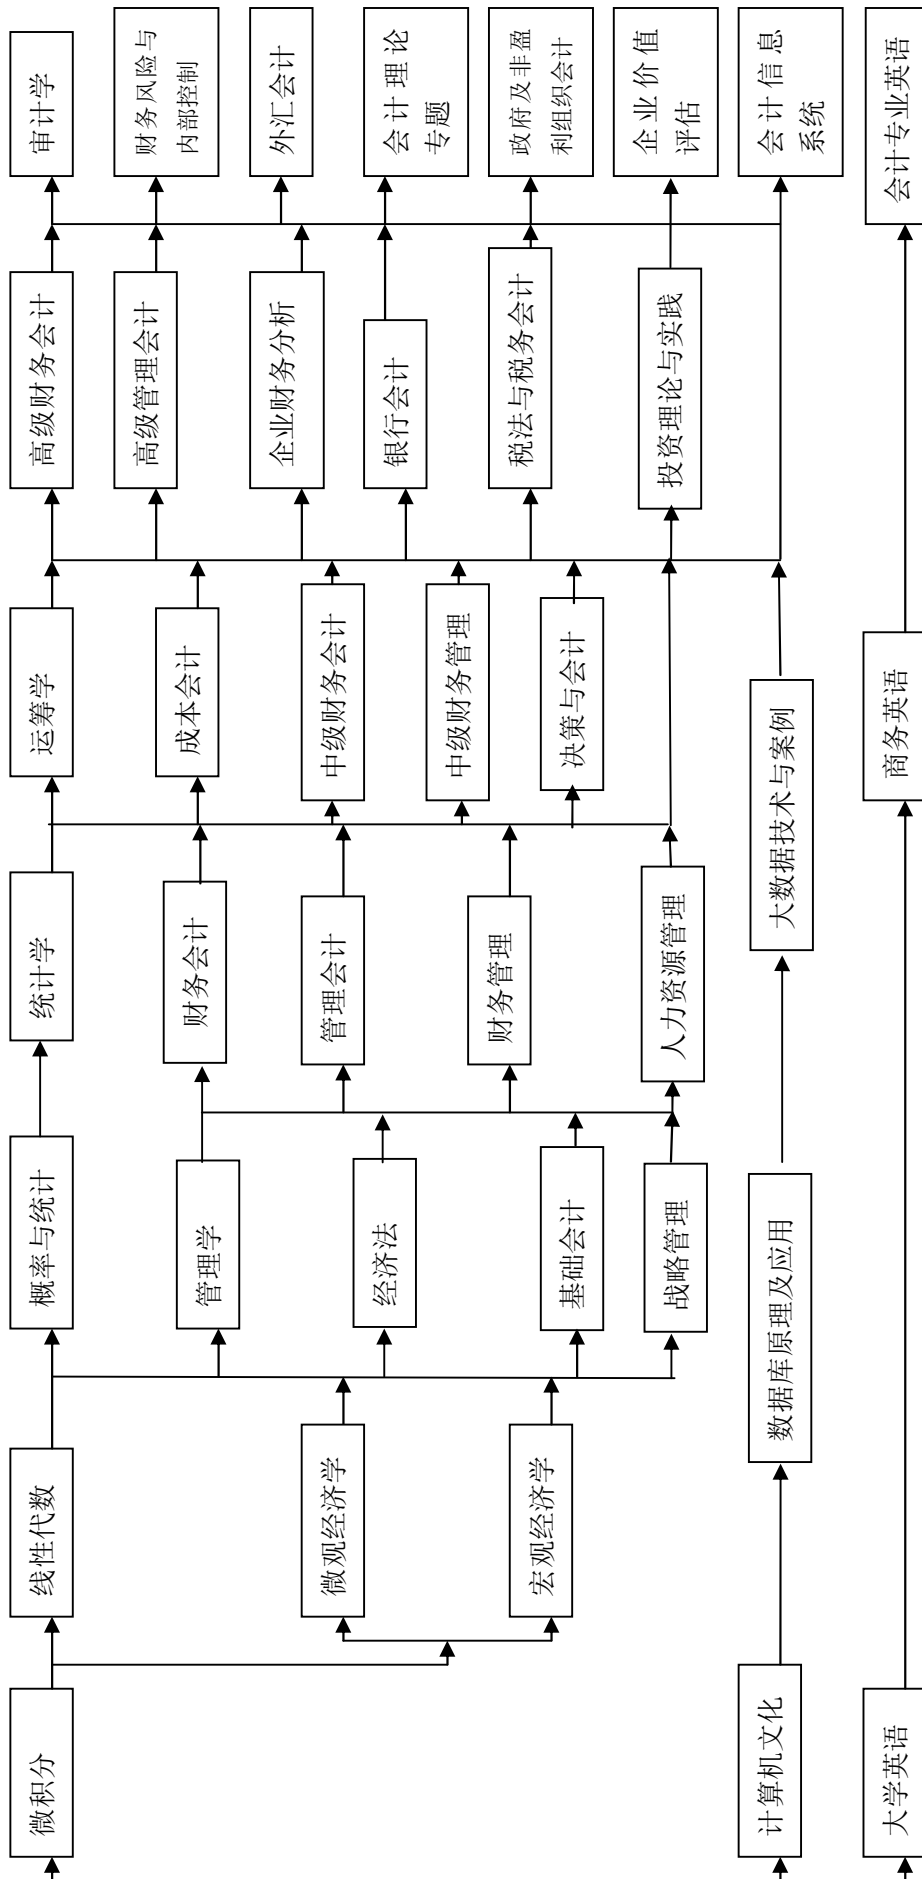 微积分
计算机文化
大学英语
线性代数
微观经济学
宏观经济学
概率与统计
管理学
经济法
基础会计
战略管理
数据库原理及应用
统计学
财务会计
管理会计
财务管理
人力资源管理
大数据技术与案例
运筹学
成本会计
中级财务会计
中级财务管理
决策与会计
商务英语
高级财务会计
高级管理会计
企业财务分析
银行会计
税法与税务会计
投资理论与实践
审计学
财务风险与
内部控制
外汇会计
会计理论
专题
政府及非盈
利组织会计
企业价值
评估
会计信息
系统
会计专业英语